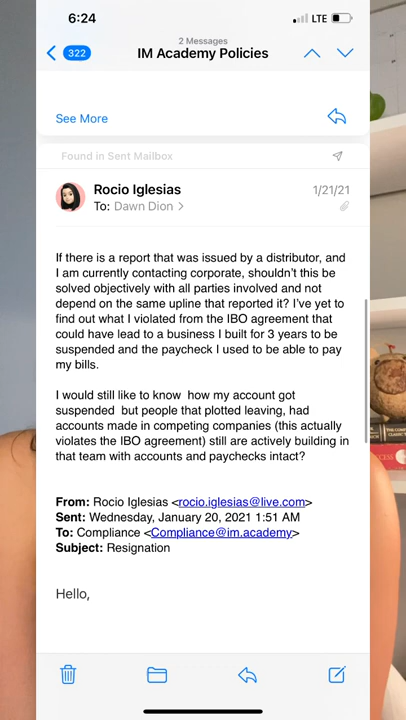 6:24
LTE
322
2 Messages
IM Academy Policies
See More
Found in Sent Mailbox
Rocio Iglesias
1/21/21
To: Dawn Dion
If there is a report that was issued by a distributor, and
I am currently contacting corporate, shouldn't this be
solved objectively with all parties involved and not
depend on the same upline that reported it? I've yet to
find out what I violated from the IBO agreement that
could have lead to a business I built for 3 years to be
suspended and the paycheck I used to be able to pay
my bills.
I would still like to know  how my account got
suspended  but people that plotted leaving, had
accounts made in competing companies (this actually
violates the IBO agreement) still are actively building in
that team with accounts and paychecks intact?
From: Rocio Iglesias <rocio.iglesias@live.com>
Sent: Wednesday, January 20, 2021 1:51 AM
To: Compliance <Compliance@im.academy>
Subject: Resignation
Hello,